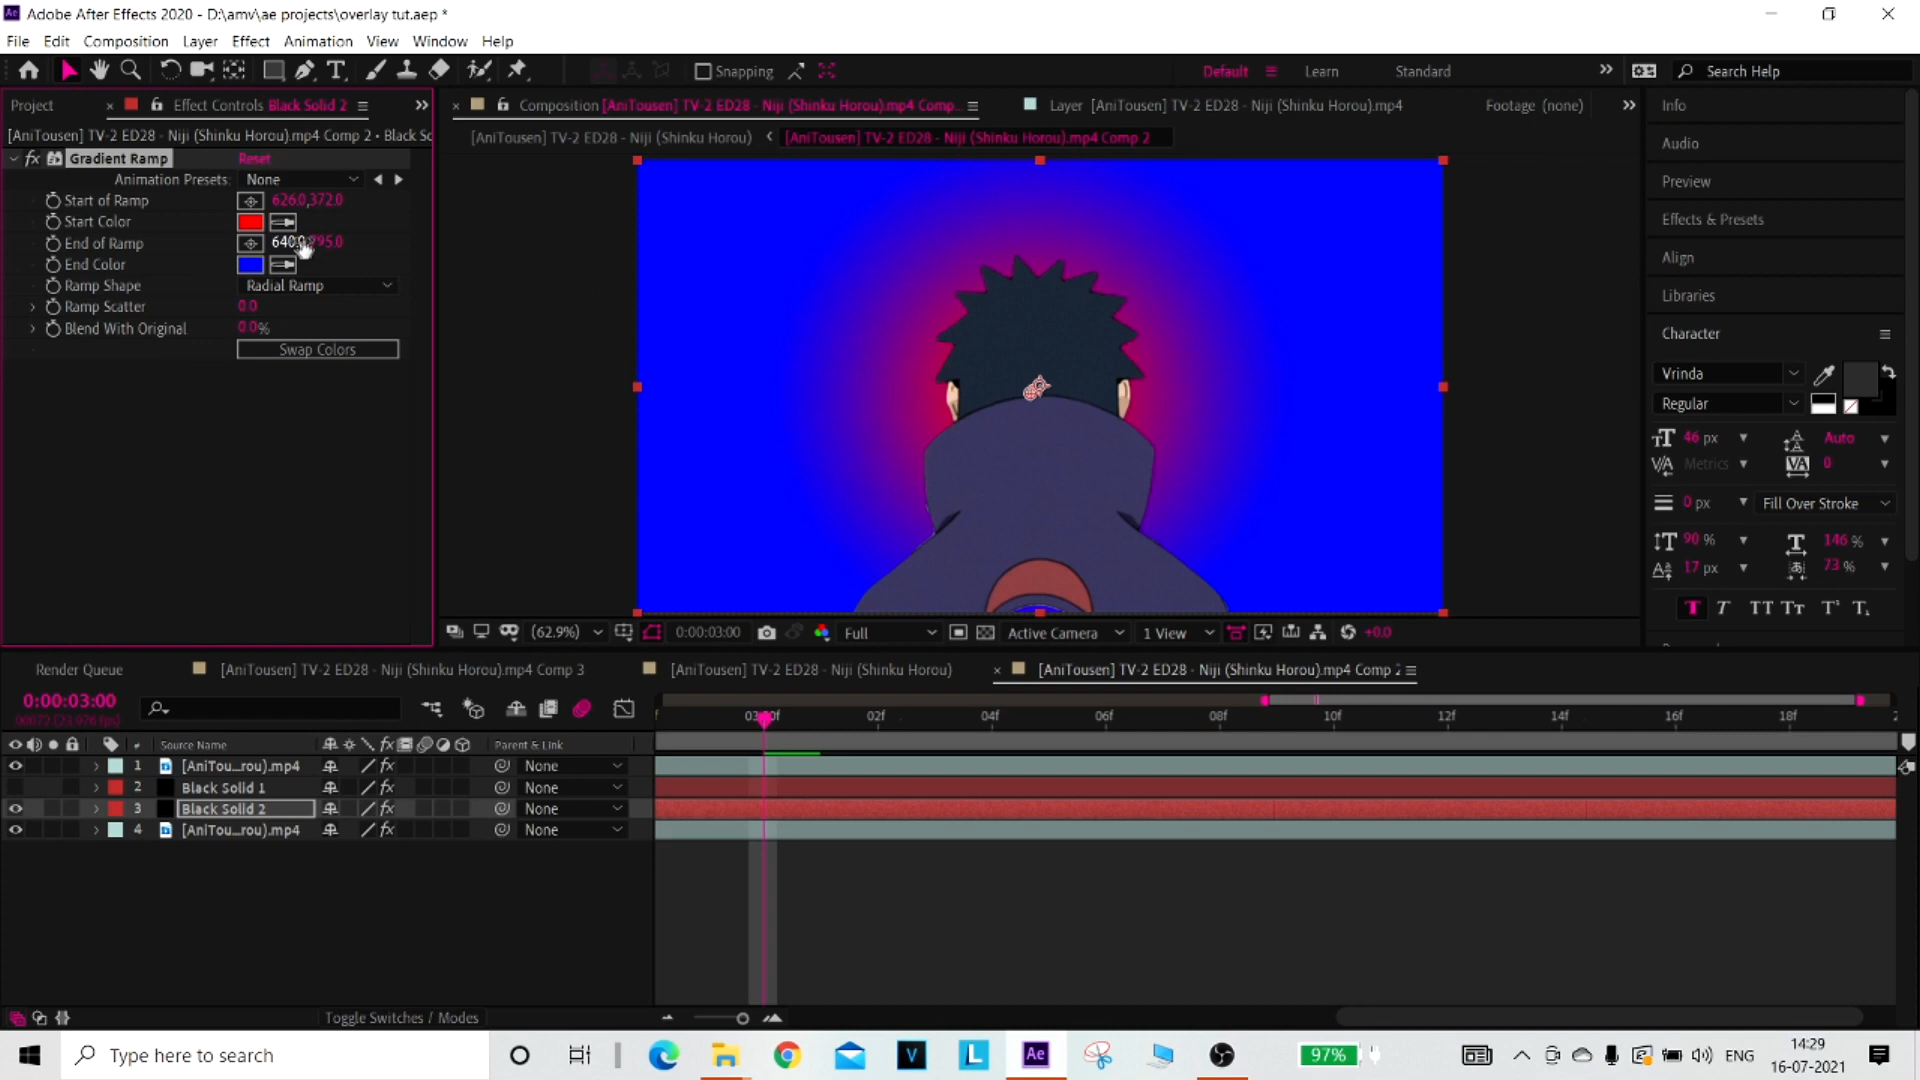 Adobe After Effects 2020 - D:\amv\ae projects\overlay tut.aep *
File Edit Composition Layer Effect Animation View Window Help
Snapping Default Learn Standard Search Help
Project Effect Controls Black Solid 2 Composition [AniTousen] TV-2 ED28 - Niji (Shinku Horou).mp4 Comp... Layer [AniTousen] TV-2 ED28 - Niji (Shinku Horou).mp4 Footage (none) Info
[AniTousen] TV-2 ED28 - Niji (Shinku Horou).mp4 Comp 2 • Black Sc [AniTousen] TV-2 ED28 - Niji (Shinku Horou) [AniTousen] TV-2 ED28 - Niji (Shinku Horou).mp4 Comp 2 Audio
fx Gradient Ramp Reset
Animation Presets: None Preview
Start of Ramp 626.0,372.0
Start Color Effects & Presets
End of Ramp 640.0
End Color Align
Ramp Shape Radial Ramp Libraries
Ramp Scatter 0.0
Blend With Original 0.0% Character
Swap Colors
Vrinda
Regular
46 px Auto
Metrics 0
0 px Fill Over Stroke
90 % 146 %
17 px 73 %
T T TT Tt
(62.9%) 0:00:03:00 Full Active Camera 1 View +0.0
Render Queue [AniTousen] TV-2 ED28 - Niji (Shinku Horou).mp4 Comp 3 [AniTousen] TV-2 ED28 - Niji (Shinku Horou) [AniTousen] TV-2 ED28 - Niji (Shinku Horou).mp4 Comp 2
0:00:03:00
00072 (23.976 fps)
02f 04f 06f 08f 10f 12f 14f 16f 18f
# Source Name fx Parent & Link
1 [AniTou...rou).mp4 fx None
2 Black Solid 1 fx None
3 Black Solid 2 fx None
4 [AniTou...rou).mp4 fx None
Toggle Switches / Modes
Type here to search V L Ae 97% ENG 14:29
16-07-2021